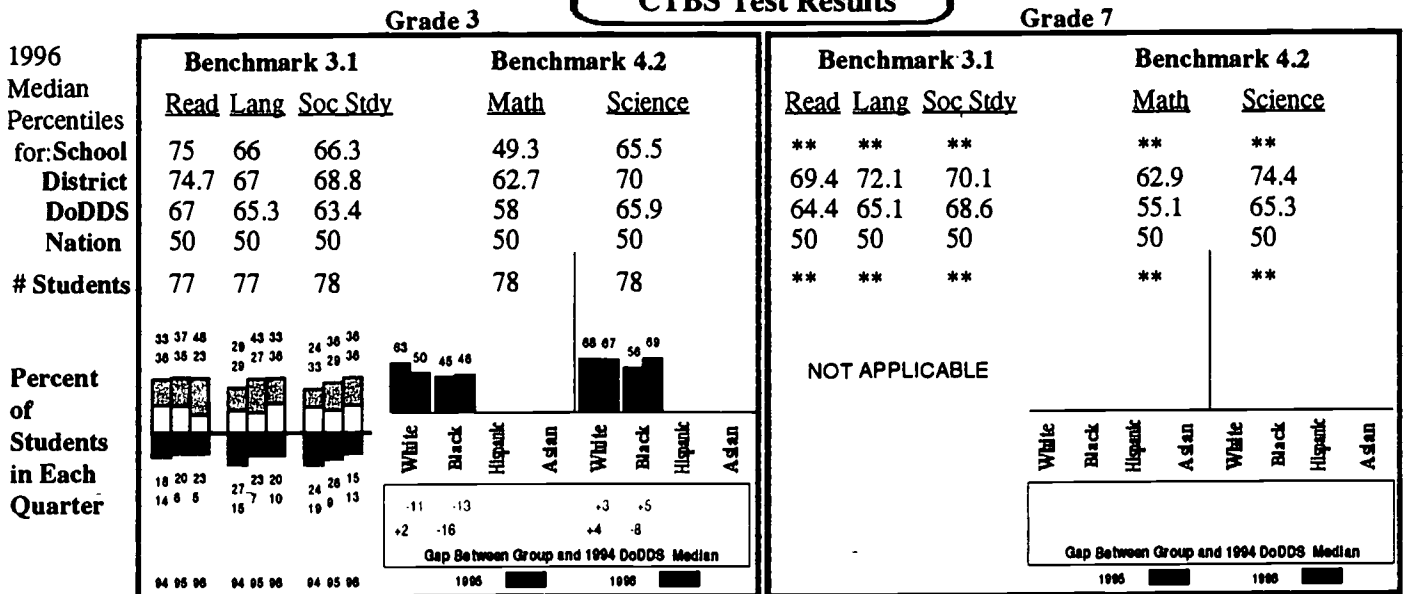 CTBS Test Results
Grade 3 Grade 7
1996
Median
Percentiles
for:School
District
DoDDS
Nation
# Students
Benchmark 3.1 Benchmark 4.2
Read Lang Soc Stdy Math Science
75 66 66.3 49.3 65.5
74.7 67 68.8 62.7 70
67 65.3 63.4 58 65.9
50 50 50 50 50
77 77 78 78 78
Percent
of
Students
in Each
Quarter
33 37 48 29 43 33 24 36 36
36 35 23 29 27 36 33 29 36
63 50 45 46 68 67 56 69
White Black Hispanic Asian White Black Hispanic Asian
18 20 23 27 23 20 24 26 15
14 6 5 15 7 10 19 9 13
-11 -13 +3 +5
+2 -16 +4 -8
Gap Between Group and 1994 DoDDS Median
94 95 96 94 95 96 94 95 96
1995 1996
Benchmark 3.1 Benchmark 4.2
Read Lang Soc Stdy Math Science
** ** ** ** **
69.4 72.1 70.1 62.9 74.4
64.4 65.1 68.6 55.1 65.3
50 50 50 50 50
** ** ** ** **
NOT APPLICABLE
White Black Hispanic Asian White Black Hispanic Asian
Gap Between Group and 1994 DoDDS Median
1995 1996